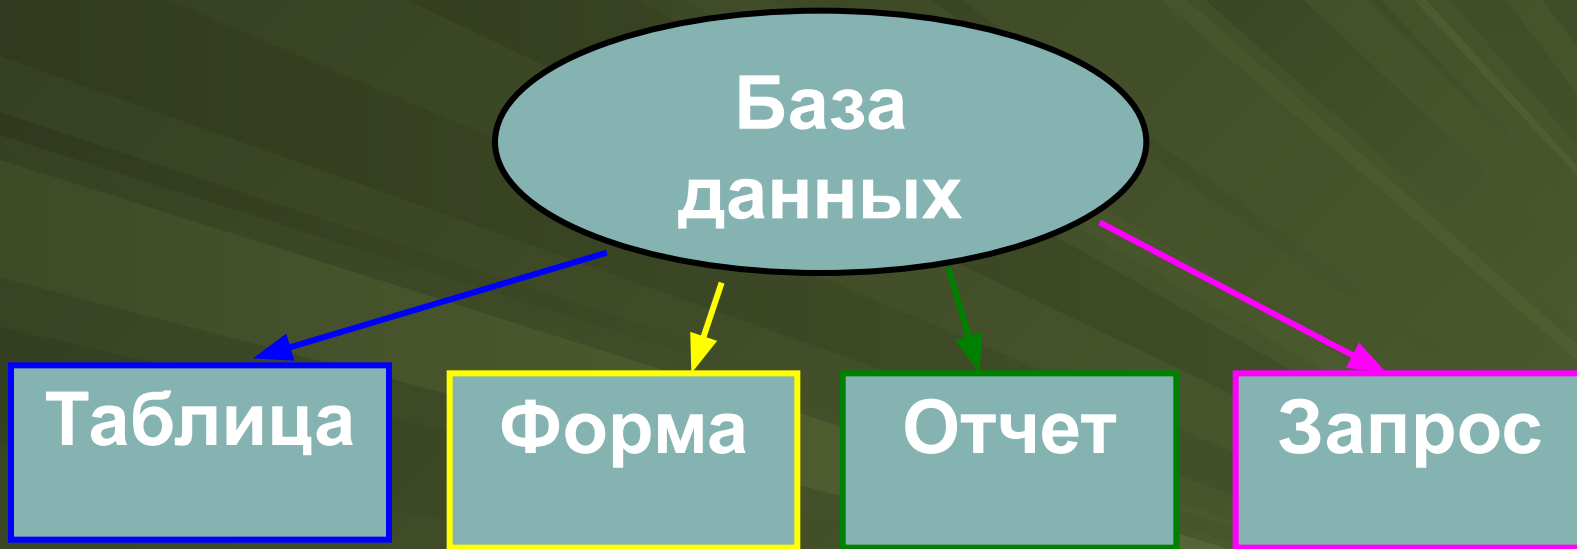 База
данных
Таблица
Форма
Отчет
Запрос